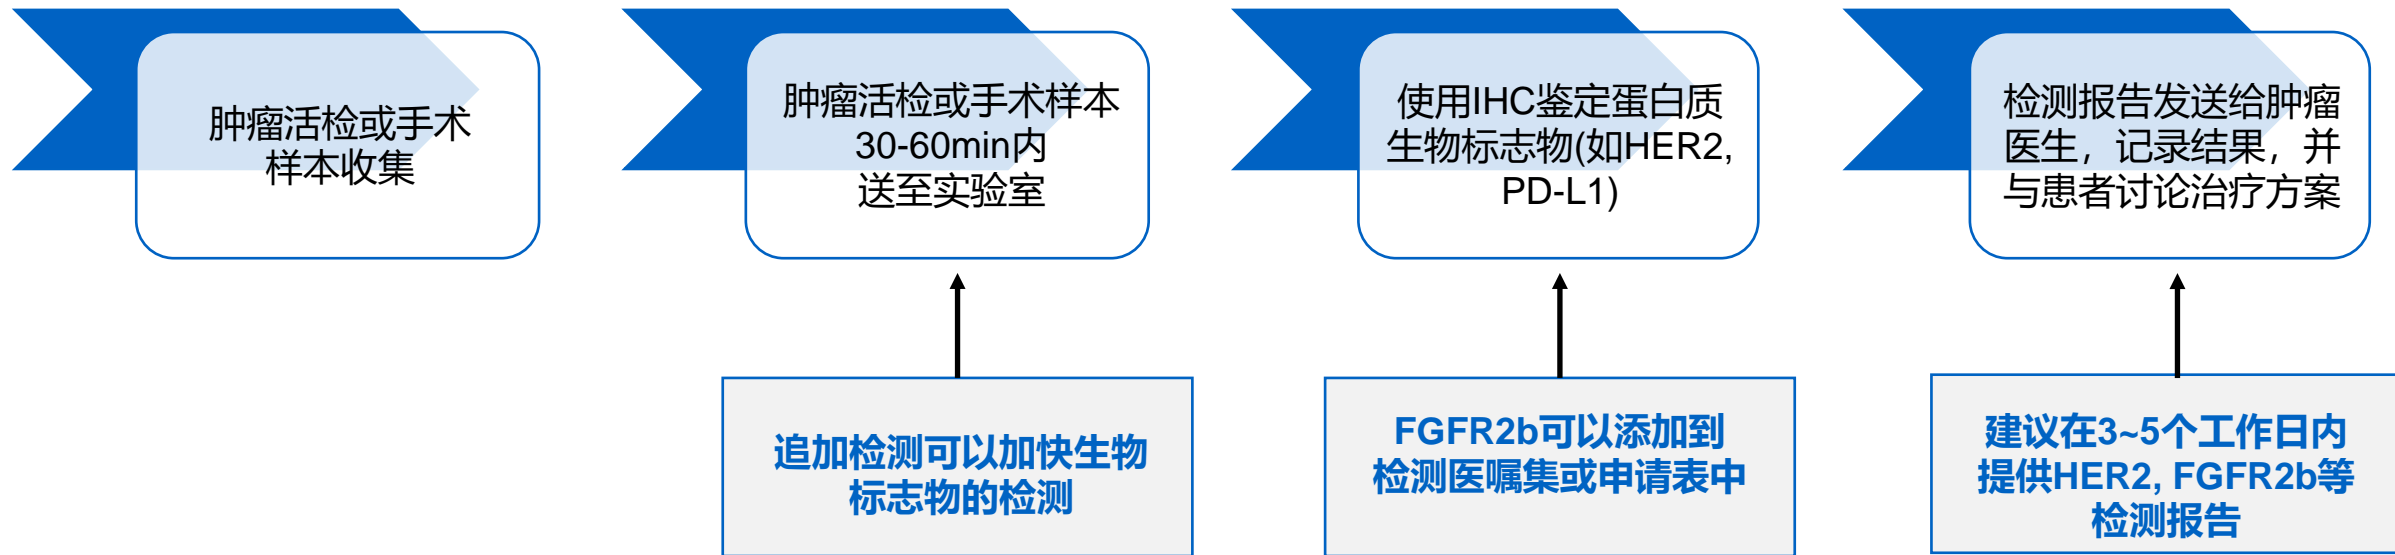 肿瘤活检或手术
样本收集
肿瘤活检或手术样本
30-60min内
送至实验室
使用IHC鉴定蛋白质
生物标志物(如HER2,
PD-L1)
检测报告发送给肿瘤
医生，记录结果，并
与患者讨论治疗方案
追加检测可以加快生物
标志物的检测
FGFR2b可以添加到
检测医嘱集或申请表中
建议在3~5个工作日内
提供HER2, FGFR2b等
检测报告